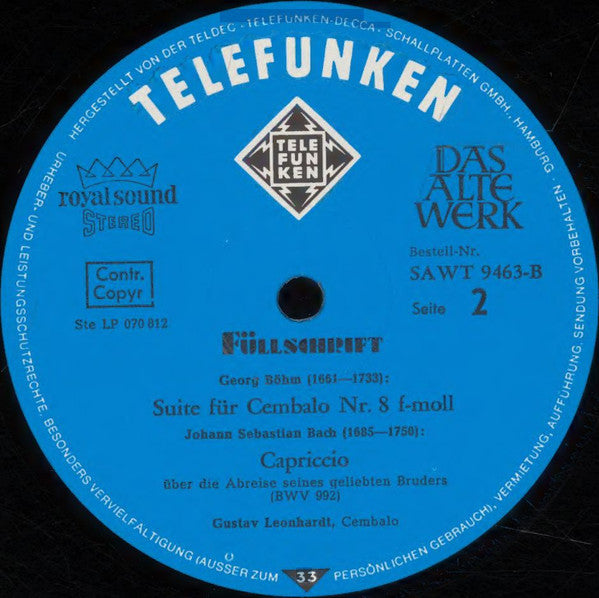 HERGESTELLT VON DER TELDEC · TELEFUNKEN-DECCA · SCHALLPLATTEN GMBH., HAMBURG ·
URHEBER- UND LEISTUNGSSCHUTZRECHTE, BESONDERS VERVIELFÄLTIGUNG (AUSSER ZUM PERSÖNLICHEN GEBRAUCH), VERMIETUNG, AUFFÜHRUNG, SENDUNG VORBEHALTEN.
TELEFUNKEN
TELE
FUN
KEN
royal sound
STEREO
DAS
ALTE
WERK
Contr.
Copyr
Ste LP 070 812
Bestell-Nr.
SAWT 9463-B
Seite 2
FÜLLSCHRIFT
Georg Böhm (1661—1733):
Suite für Cembalo Nr. 8 f-moll
Johann Sebastian Bach (1685—1750):
Capriccio
über die Abreise seines geliebten Bruders
(BWV 992)
Gustav Leonhardt, Cembalo
33